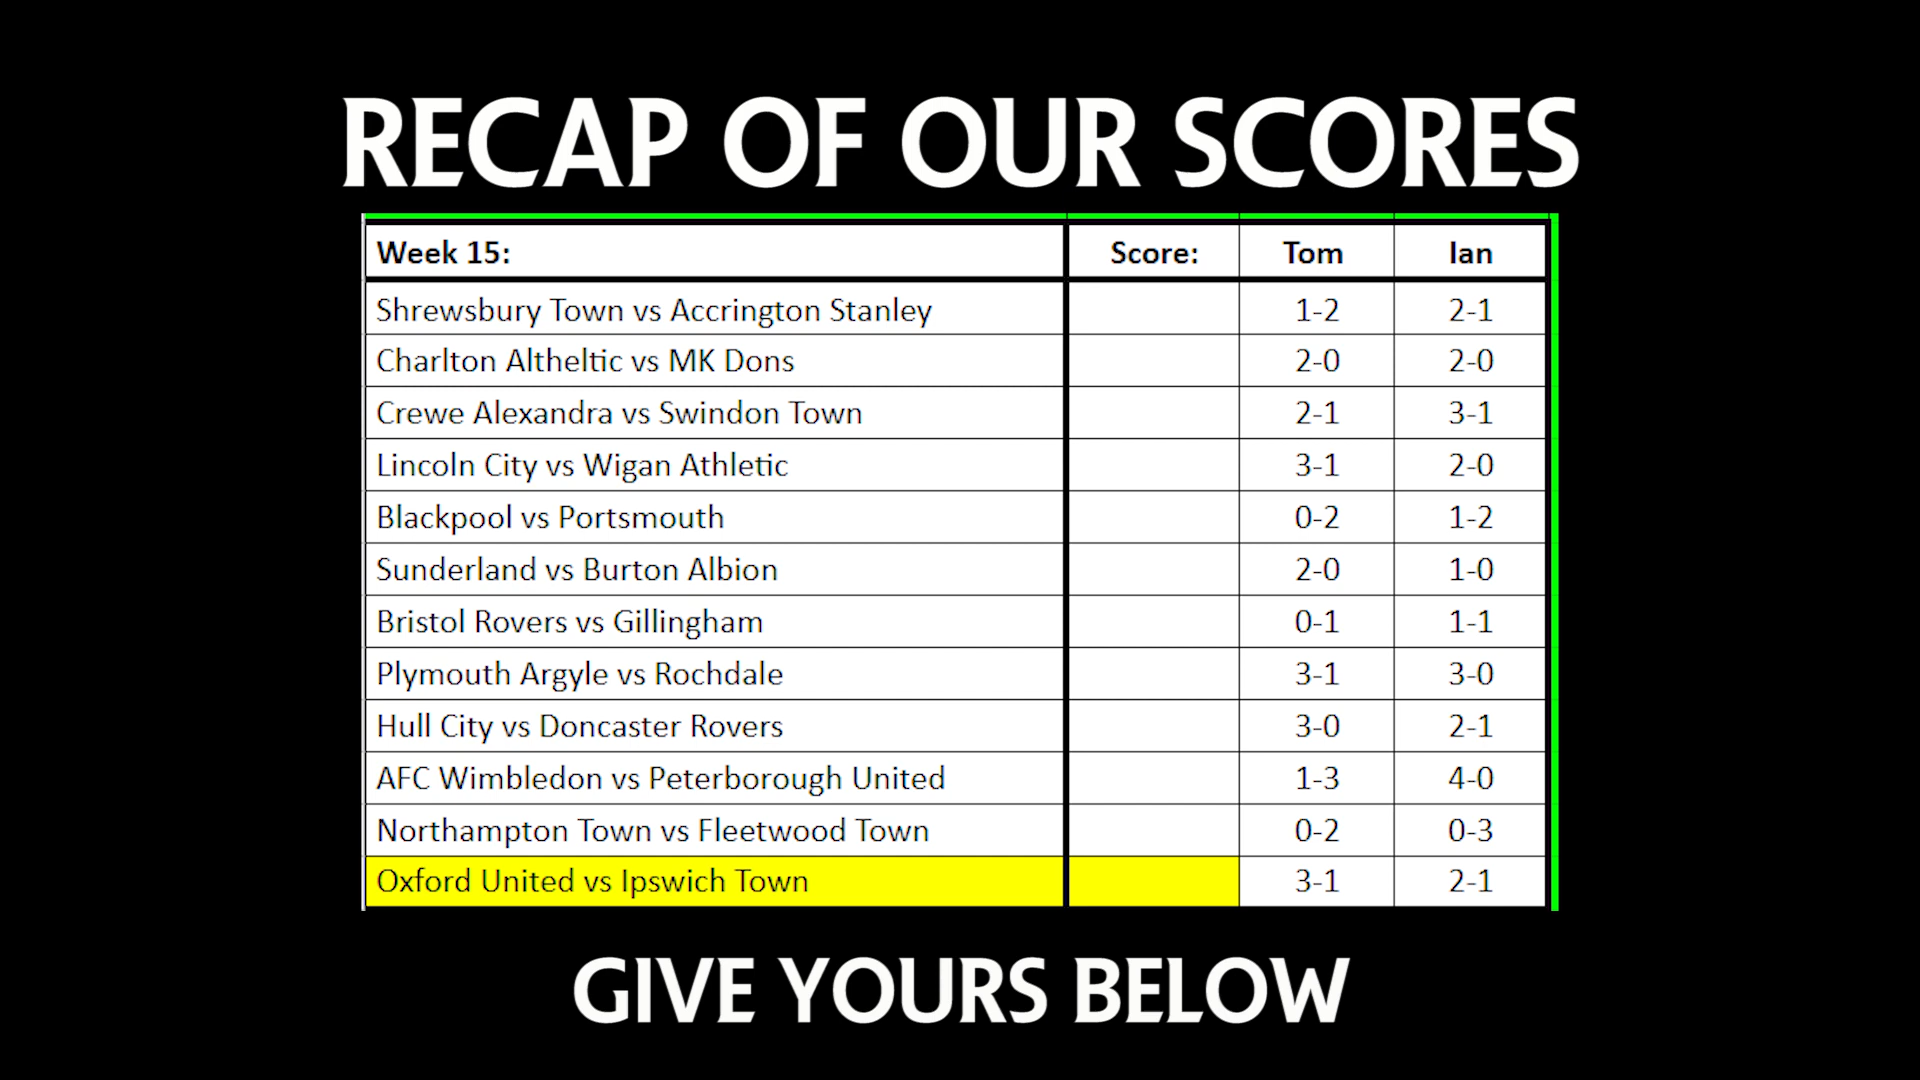 RECAP OF OUR SCORES
Week 15: Score: Tom Ian
Shrewsbury Town vs Accrington Stanley 1-2 2-1
Charlton Altheltic vs MK Dons 2-0 2-0
Crewe Alexandra vs Swindon Town 2-1 3-1
Lincoln City vs Wigan Athletic 3-1 2-0
Blackpool vs Portsmouth 0-2 1-2
Sunderland vs Burton Albion 2-0 1-0
Bristol Rovers vs Gillingham 0-1 1-1
Plymouth Argyle vs Rochdale 3-1 3-0
Hull City vs Doncaster Rovers 3-0 2-1
AFC Wimbledon vs Peterborough United 1-3 4-0
Northampton Town vs Fleetwood Town 0-2 0-3
Oxford United vs Ipswich Town 3-1 2-1
GIVE YOURS BELOW